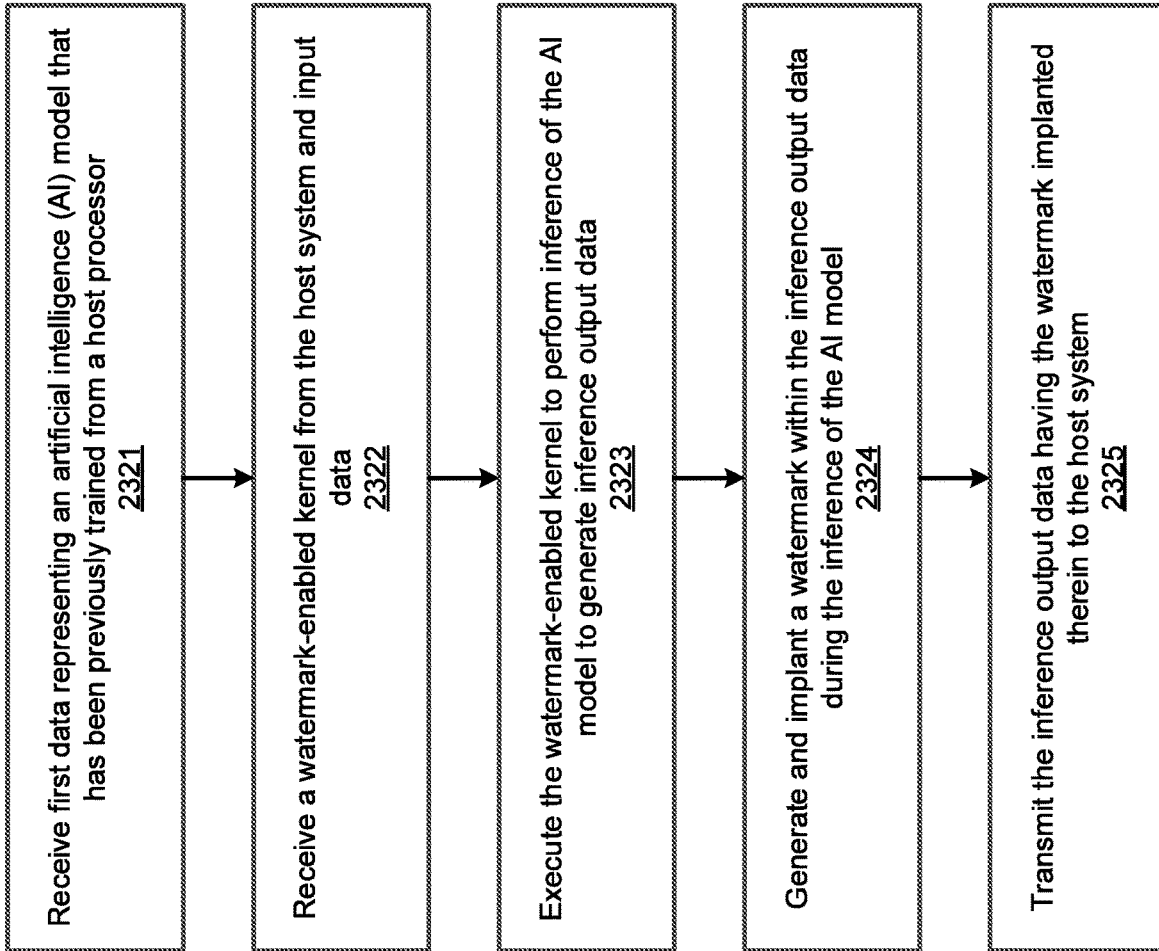 Receive first data representing an artificial intelligence (AI) model that
has been previously trained from a host processor
2321
Receive a watermark-enabled kernel from the host system and input
data
2322
Execute the watermark-enabled kernel to perform inference of the AI
model to generate inference output data
2323
Generate and implant a watermark within the inference output data
during the inference of the AI model
2324
Transmit the inference output data having the watermark implanted
therein to the host system
2325